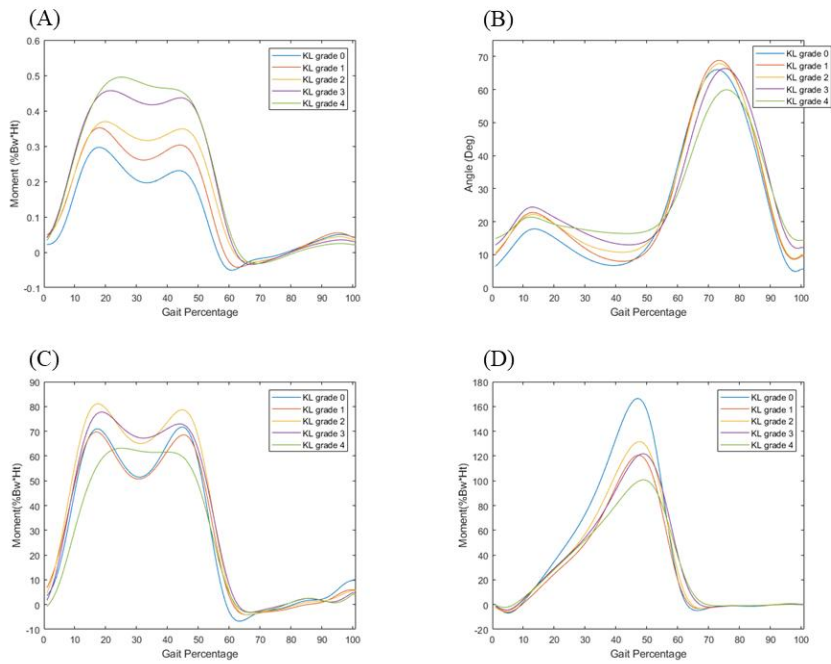 (A)
0.6
0.5
0.4
0.3
0.2
0.1
0
-0.1
Moment (%Bw*Ht)
KL grade 0
KL grade 1
KL grade 2
KL grade 3
KL grade 4
0 10 20 30 40 50 60 70 80 90 100
Gait Percentage
(B)
70
60
50
40
30
20
10
0
Angle (Deg)
KL grade 0
KL grade 1
KL grade 2
KL grade 3
KL grade 4
0 10 20 30 40 50 60 70 80 90 100
Gait Percentage
(C)
90
80
70
60
50
40
30
20
10
0
-10
Moment(%Bw*Ht)
KL grade 0
KL grade 1
KL grade 2
KL grade 3
KL grade 4
0 10 20 30 40 50 60 70 80 90 100
Gait Percentage
(D)
180
160
140
120
100
80
60
40
20
0
-20
Moment(%Bw*Ht)
KL grade 0
KL grade 1
KL grade 2
KL grade 3
KL grade 4
0 10 20 30 40 50 60 70 80 90 100
Gait Percentage